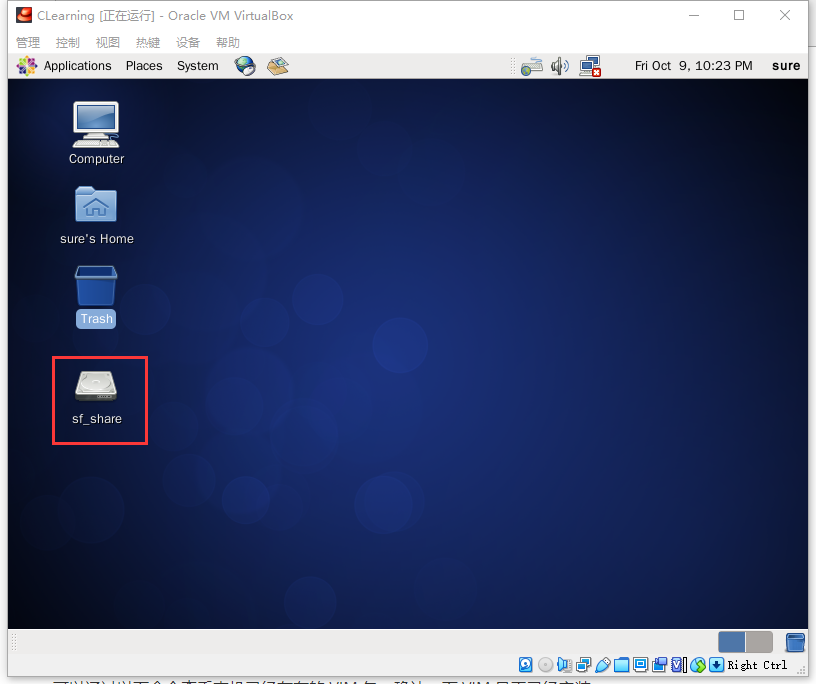 CLearning [正在运行] - Oracle VM VirtualBox
管理 控制 视图 热键 设备 帮助
Applications Places System Fri Oct 9, 10:23 PM sure
Computer
sure's Home
Trash
sf_share
Right Ctrl